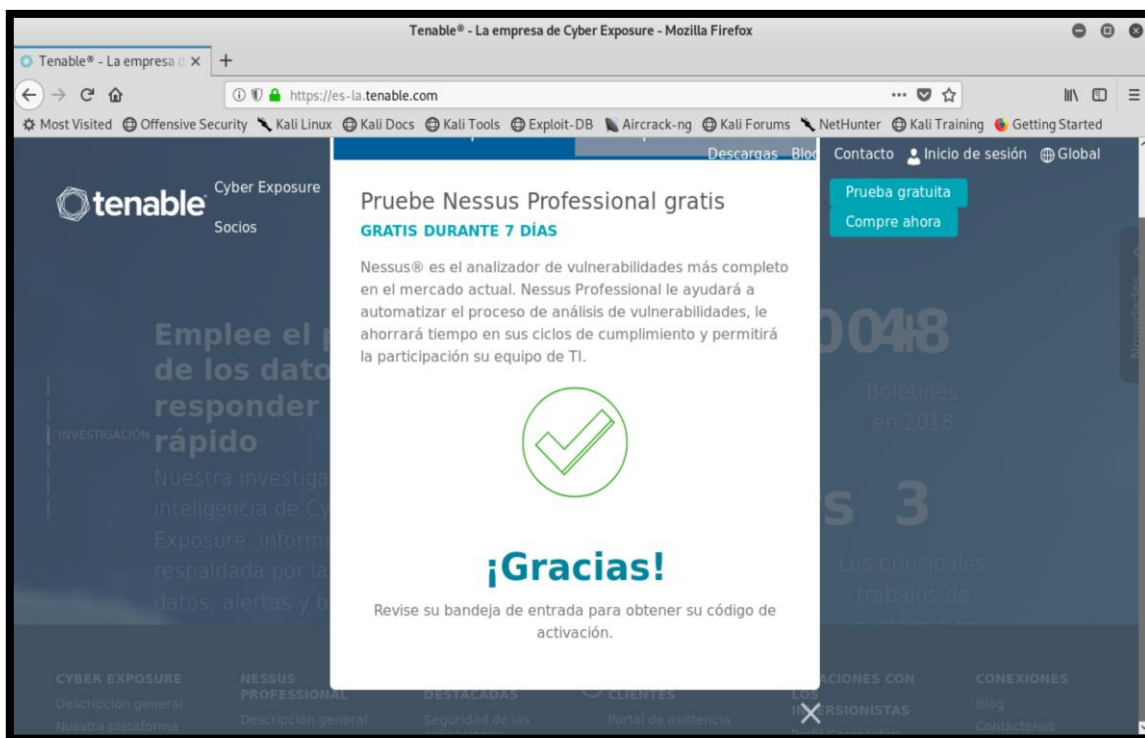 Tenable® - La empresa de Cyber Exposure - Mozilla Firefox
Tenable® - La empresa d
https://es-la.tenable.com
Most Visited Offensive Security Kali Linux Kali Docs Kali Tools Exploit-DB Aircrack-ng Kali Forums NetHunter Kali Training Getting Started
Descargas Blog Contacto Inicio de sesión Global
tenable
Cyber Exposure
Socios
Prueba gratuita
Compre ahora
Pruebe Nessus Professional gratis
GRATIS DURANTE 7 DÍAS
Nessus® es el analizador de vulnerabilidades más completo
en el mercado actual. Nessus Professional le ayudará a
automatizar el proceso de análisis de vulnerabilidades, le
ahorrará tiempo en sus ciclos de cumplimiento y permitirá
la participación su equipo de TI.
¡Gracias!
Revise su bandeja de entrada para obtener su código de
activación.
INVESTIGACIÓN
Emplee el
de los dato
responder
rápido
Nuestra investiga
inteligencia de Cy
Exposure, informa
respaldada por la
datos, alertas y b
Boletines
en 2018
s 3
Los principales
trabajos de
Novedades
CYBER EXPOSURE
Descripción general
Nuestra plataforma
NESSUS
PROFESSIONAL
Descripción general
DESTACADAS
Seguridad de las
CLIENTES
Portal de asistencia
ACIONES CON
LOS
INVERSIONISTAS
CONEXIONES
Blog
Contáctenos